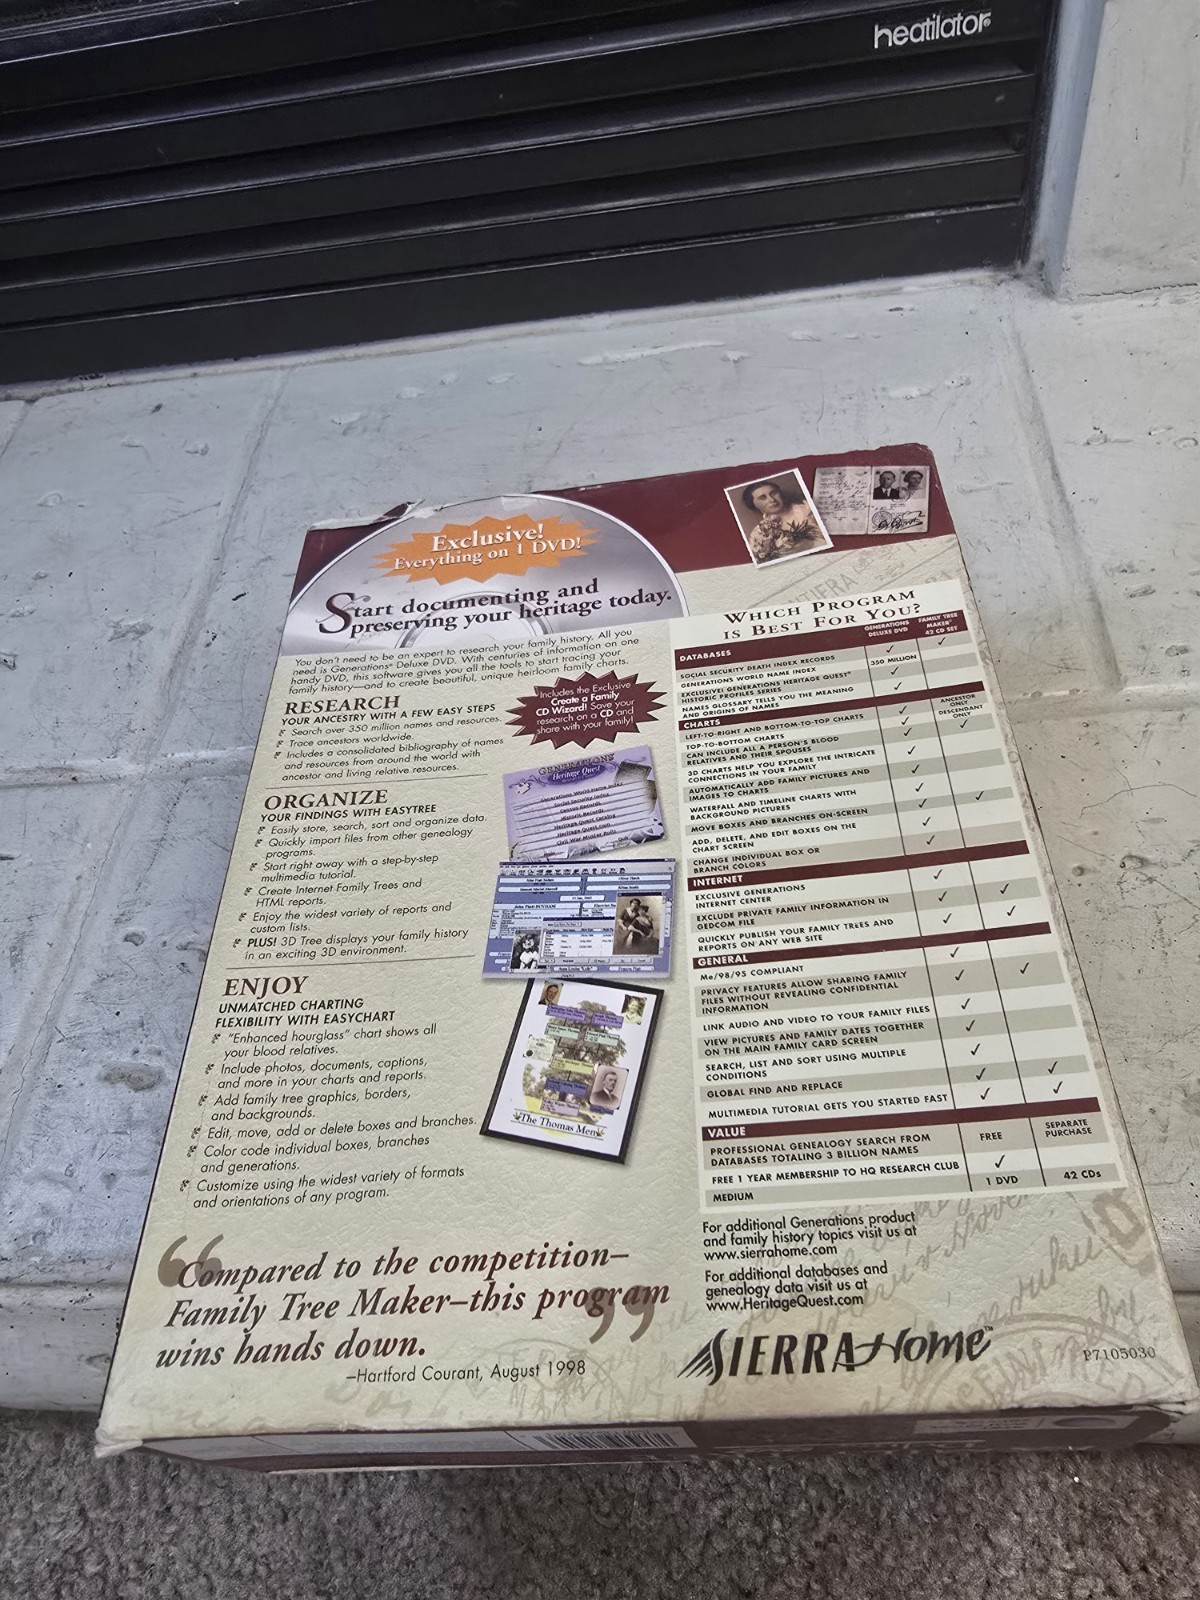 heatilator®
Exclusive!
Everything on 1 DVD!
Start documenting and
preserving your heritage today.
You don't need to be an expert to research your family history. All you
need is Generations® Deluxe DVD. With centuries of information on one
handy DVD, this software gives you all the tools to start tracing your
family history—and to create beautiful, unique heirloom family charts.
RESEARCH
YOUR ANCESTRY WITH A FEW EASY STEPS
Search over 350 million names and resources.
Trace ancestors worldwide.
Includes a consolidated bibliography of names
and resources from around the world with
ancestor and living relative resources.
Includes the Exclusive
Create a Family
CD Wizard! Save your
research on a CD and
share with your family!
ORGANIZE
YOUR FINDINGS WITH EASYTREE
Easily store, search, sort and organize data.
Quickly import files from other genealogy
programs.
Start right away with a step-by-step
multimedia tutorial.
Create Internet Family Trees and
HTML reports.
Enjoy the widest variety of reports and
custom lists.
PLUS! 3D Tree displays your family history
in an exciting 3D environment.
ENJOY
UNMATCHED CHARTING
FLEXIBILITY WITH EASYCHART
"Enhanced hourglass" chart shows all
your blood relatives.
Include photos, documents, captions,
and more in your charts and reports.
Add family tree graphics, borders,
and backgrounds.
Edit, move, add or delete boxes and branches.
Color code individual boxes, branches
and generations.
Customize using the widest variety of formats
and orientations of any program.
GENERATIONS
Heritage Quest
Generations World Name Index
Social Security Index
Census Records
Historic Records
Heritage Quest Catalog
Heritage Quest.com
Civil War Muster Rolls
The Thomas Men
"Compared to the competition–
Family Tree Maker–this program
wins hands down."
–Hartford Courant, August 1998
WHICH PROGRAM
IS BEST FOR YOU?
GENERATIONS
DELUXE DVD
FAMILY TREE
MAKER®
42 CD SET
DATABASES
SOCIAL SECURITY DEATH INDEX RECORDS ✓ ✓
GENERATIONS WORLD NAME INDEX 350 MILLION
EXCLUSIVE! GENERATIONS HERITAGE QUEST®
HISTORIC PROFILES SERIES ✓
NAMES GLOSSARY TELLS YOU THE MEANING
AND ORIGINS OF NAMES ✓
CHARTS
LEFT-TO-RIGHT AND BOTTOM-TO-TOP CHARTS ✓ ANCESTOR ONLY
TOP-TO-BOTTOM CHARTS ✓ DESCENDANT ONLY
CAN INCLUDE ALL A PERSON'S BLOOD
RELATIVES AND THEIR SPOUSES ✓ ✓
3D CHARTS HELP YOU EXPLORE THE INTRICATE
CONNECTIONS IN YOUR FAMILY ✓
AUTOMATICALLY ADD FAMILY PICTURES AND
IMAGES TO CHARTS ✓
WATERFALL AND TIMELINE CHARTS WITH
BACKGROUND PICTURES ✓
MOVE BOXES AND BRANCHES ON-SCREEN ✓ ✓
ADD, DELETE, AND EDIT BOXES ON THE
CHART SCREEN ✓
CHANGE INDIVIDUAL BOX OR
BRANCH COLORS ✓
INTERNET
EXCLUSIVE GENERATIONS
INTERNET CENTER ✓
EXCLUDE PRIVATE FAMILY INFORMATION IN
GEDCOM FILE ✓ ✓
QUICKLY PUBLISH YOUR FAMILY TREES AND
REPORTS ON ANY WEB SITE ✓ ✓
GENERAL
Me/98/95 COMPLIANT ✓ ✓
PRIVACY FEATURES ALLOW SHARING FAMILY
FILES WITHOUT REVEALING CONFIDENTIAL
INFORMATION ✓
LINK AUDIO AND VIDEO TO YOUR FAMILY FILES ✓
VIEW PICTURES AND FAMILY DATES TOGETHER
ON THE MAIN FAMILY CARD SCREEN ✓
SEARCH, LIST AND SORT USING MULTIPLE
CONDITIONS ✓
GLOBAL FIND AND REPLACE ✓ ✓
MULTIMEDIA TUTORIAL GETS YOU STARTED FAST ✓ ✓
VALUE
PROFESSIONAL GENEALOGY SEARCH FROM
DATABASES TOTALING 3 BILLION NAMES FREE SEPARATE PURCHASE
FREE 1 YEAR MEMBERSHIP TO HQ RESEARCH CLUB ✓
MEDIUM 1 DVD 42 CDs
For additional Generations product
and family history topics visit us at
www.sierrahome.com
For additional databases and
genealogy data visit us at
www.HeritageQuest.com
SIERRAHome™
P7105030